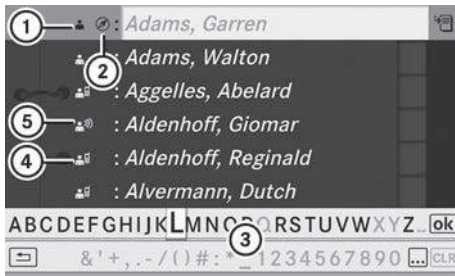 1 : Adams, Garren
2 : Adams, Walton
: Aggelles, Abelard
5 : Aldenhoff, Giomar
4 : Aldenhoff, Reginald
: Alvermann, Dutch
ABCDEFGHIJKLMNOPQRSTUVWXYZ_ ok
3 &'+,.-/()#:*_1234567890 ... CLR